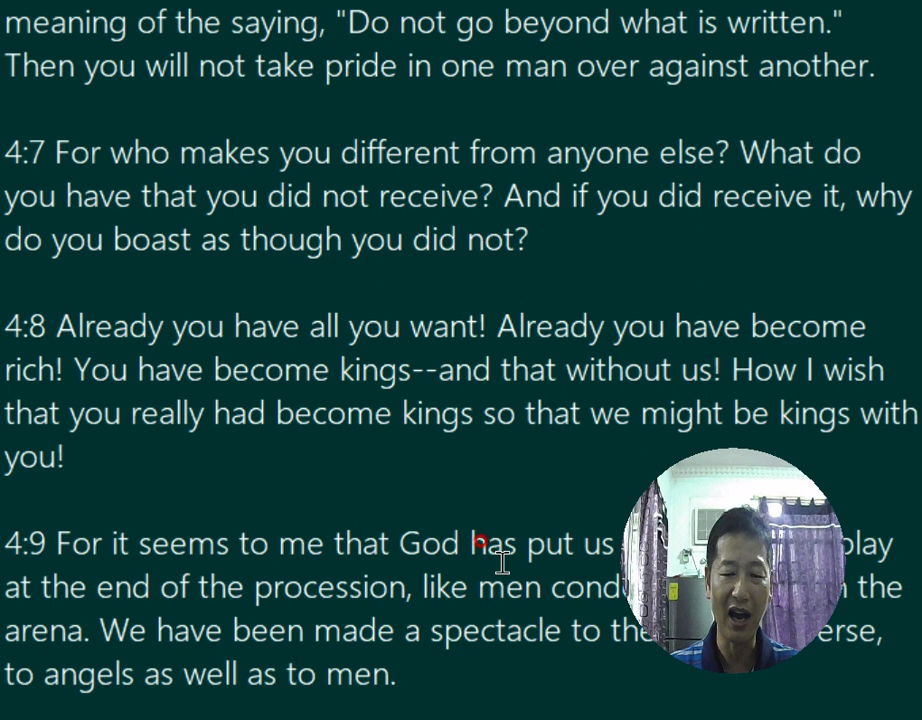 meaning of the saying, "Do not go beyond what is written."
Then you will not take pride in one man over against another.
4:7 For who makes you different from anyone else? What do
you have that you did not receive? And if you did receive it, why
do you boast as though you did not?
4:8 Already you have all you want! Already you have become
rich! You have become kings--and that without us! How I wish
that you really had become kings so that we might be kings with
you!
4:9 For it seems to me that God has put us
at the end of the procession, like men the
arena. We have been made a spectacle to
to angels as well as to men.